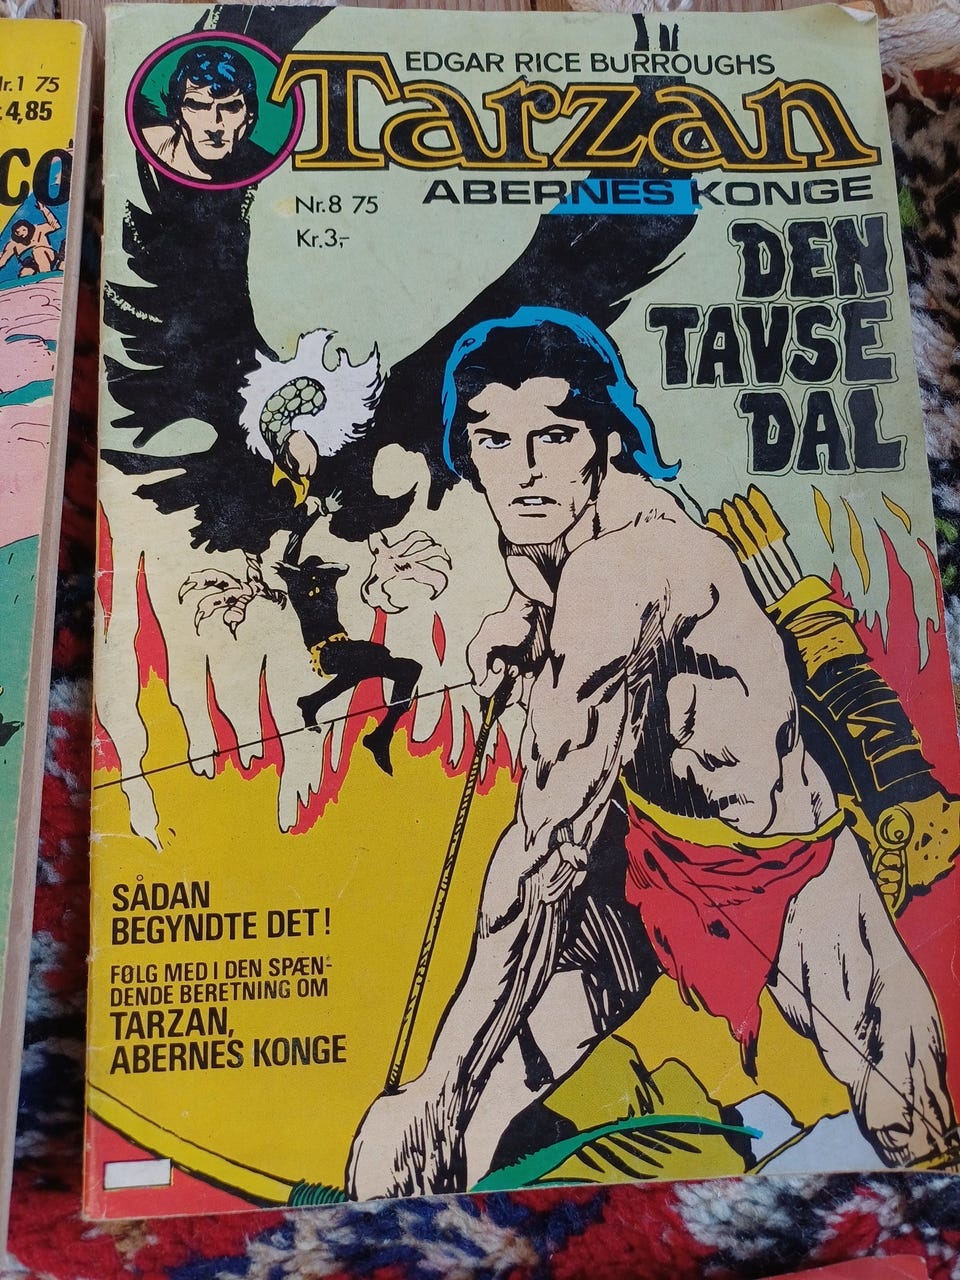 Nr.1 75
4,85
CO
EDGAR RICE BURROUGHS
Tarzan
ABERNES KONGE
Nr.8 75
Kr.3,-
DEN
TAVSE
DAL
SÅDAN
BEGYNDTE DET!
FØLG MED I DEN SPÆN-
DENDE BERETNING OM
TARZAN,
ABERNES KONGE